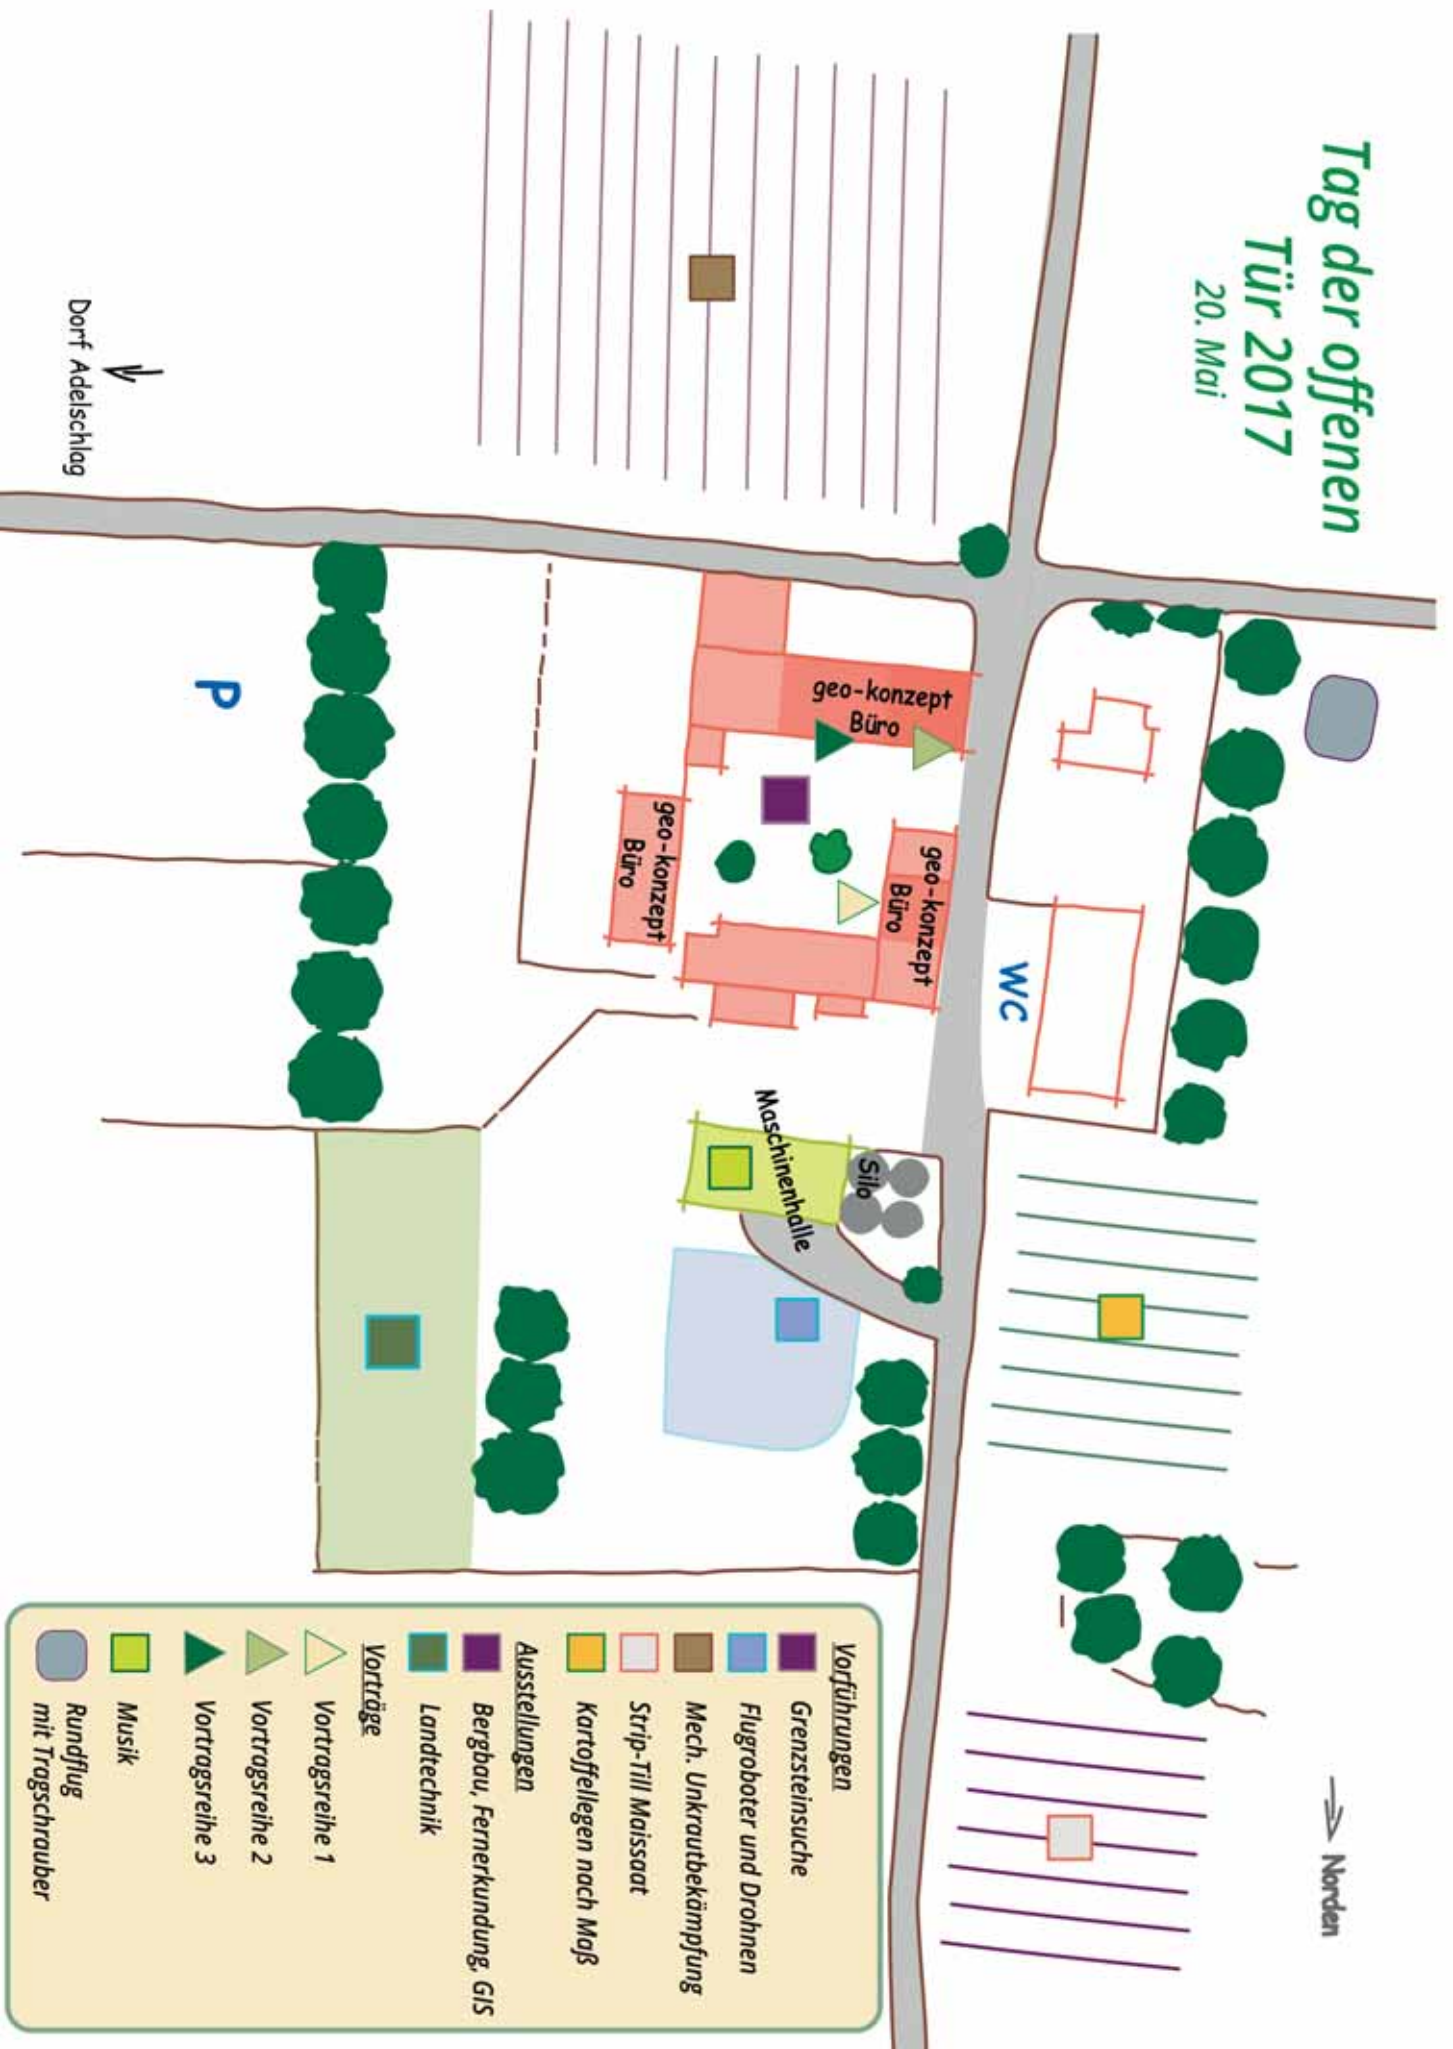 Tag der offenen
Tür 2017
20. Mai
Norden
WC
geo-konzept
Büro
geo-konzept
Büro
geo-konzept
Büro
Silo
Maschinenhalle
P
Dorf Adelschlag
Vorführungen
Grenzsteinsuche
Flugroboter und Drohnen
Mech. Unkrautbekämpfung
Strip-Till Maissaat
Kartoffellegen nach Maß
Ausstellungen
Bergbau, Fernerkundung, GIS
Landtechnik
Vorträge
Vortragsreihe 1
Vortragsreihe 2
Vortragsreihe 3
Musik
Rundflug
mit Tragschrauber